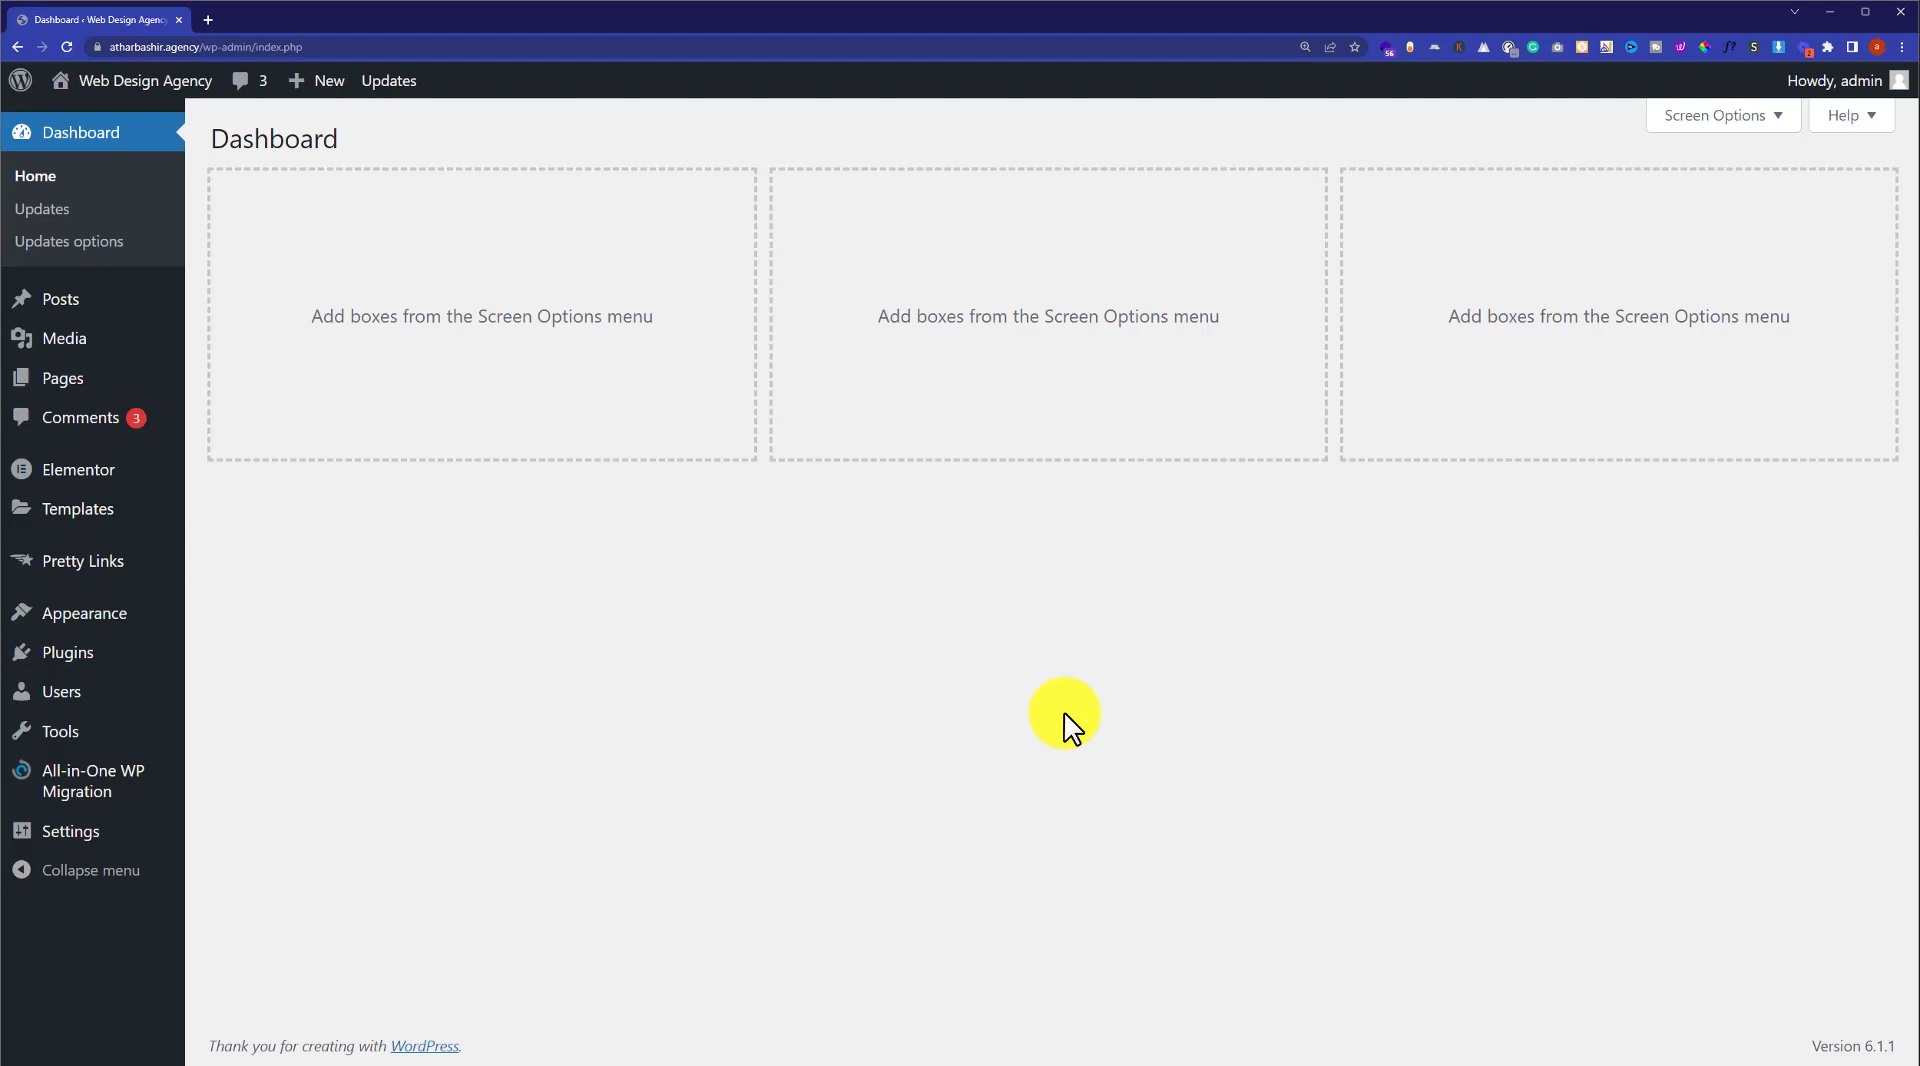 Dashboard ‹ Web Design Agency
atharbashir.agency/wp-admin/index.php
56
2
a
Web Design Agency 3 New Updates
Howdy, admin
Screen Options
Help
Dashboard
Home
Updates
Updates options
Posts
Media
Pages
Comments 3
Elementor
Templates
Pretty Links
Appearance
Plugins
Users
Tools
All-in-One WP
Migration
Settings
Collapse menu
Dashboard
Add boxes from the Screen Options menu
Add boxes from the Screen Options menu
Add boxes from the Screen Options menu
Thank you for creating with WordPress.
Version 6.1.1